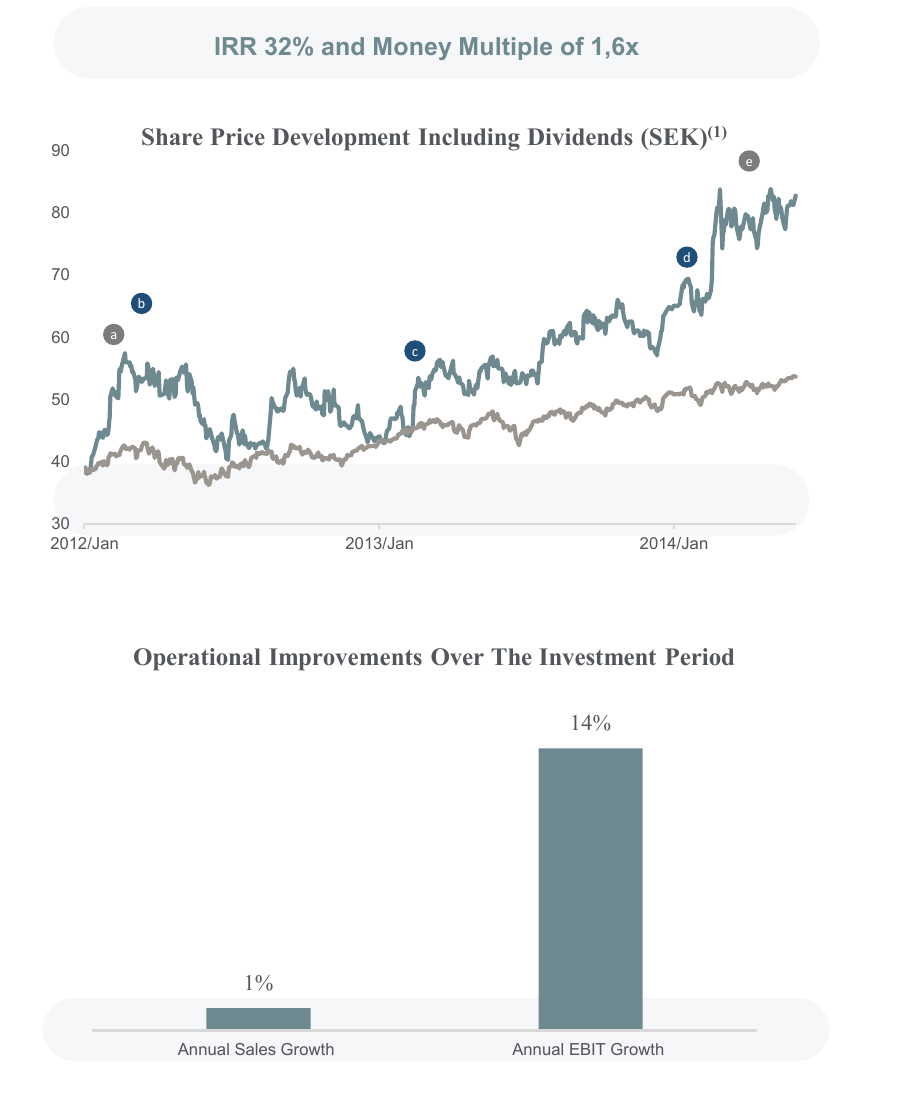 IRR 32% and Money Multiple of 1,6x
Share Price Development Including Dividends (SEK)(1)
90
80
70
60
50
40
30
a
b
c
d
e
2012/Jan 2013/Jan 2014/Jan
Operational Improvements Over The Investment Period
14%
1%
Annual Sales Growth Annual EBIT Growth